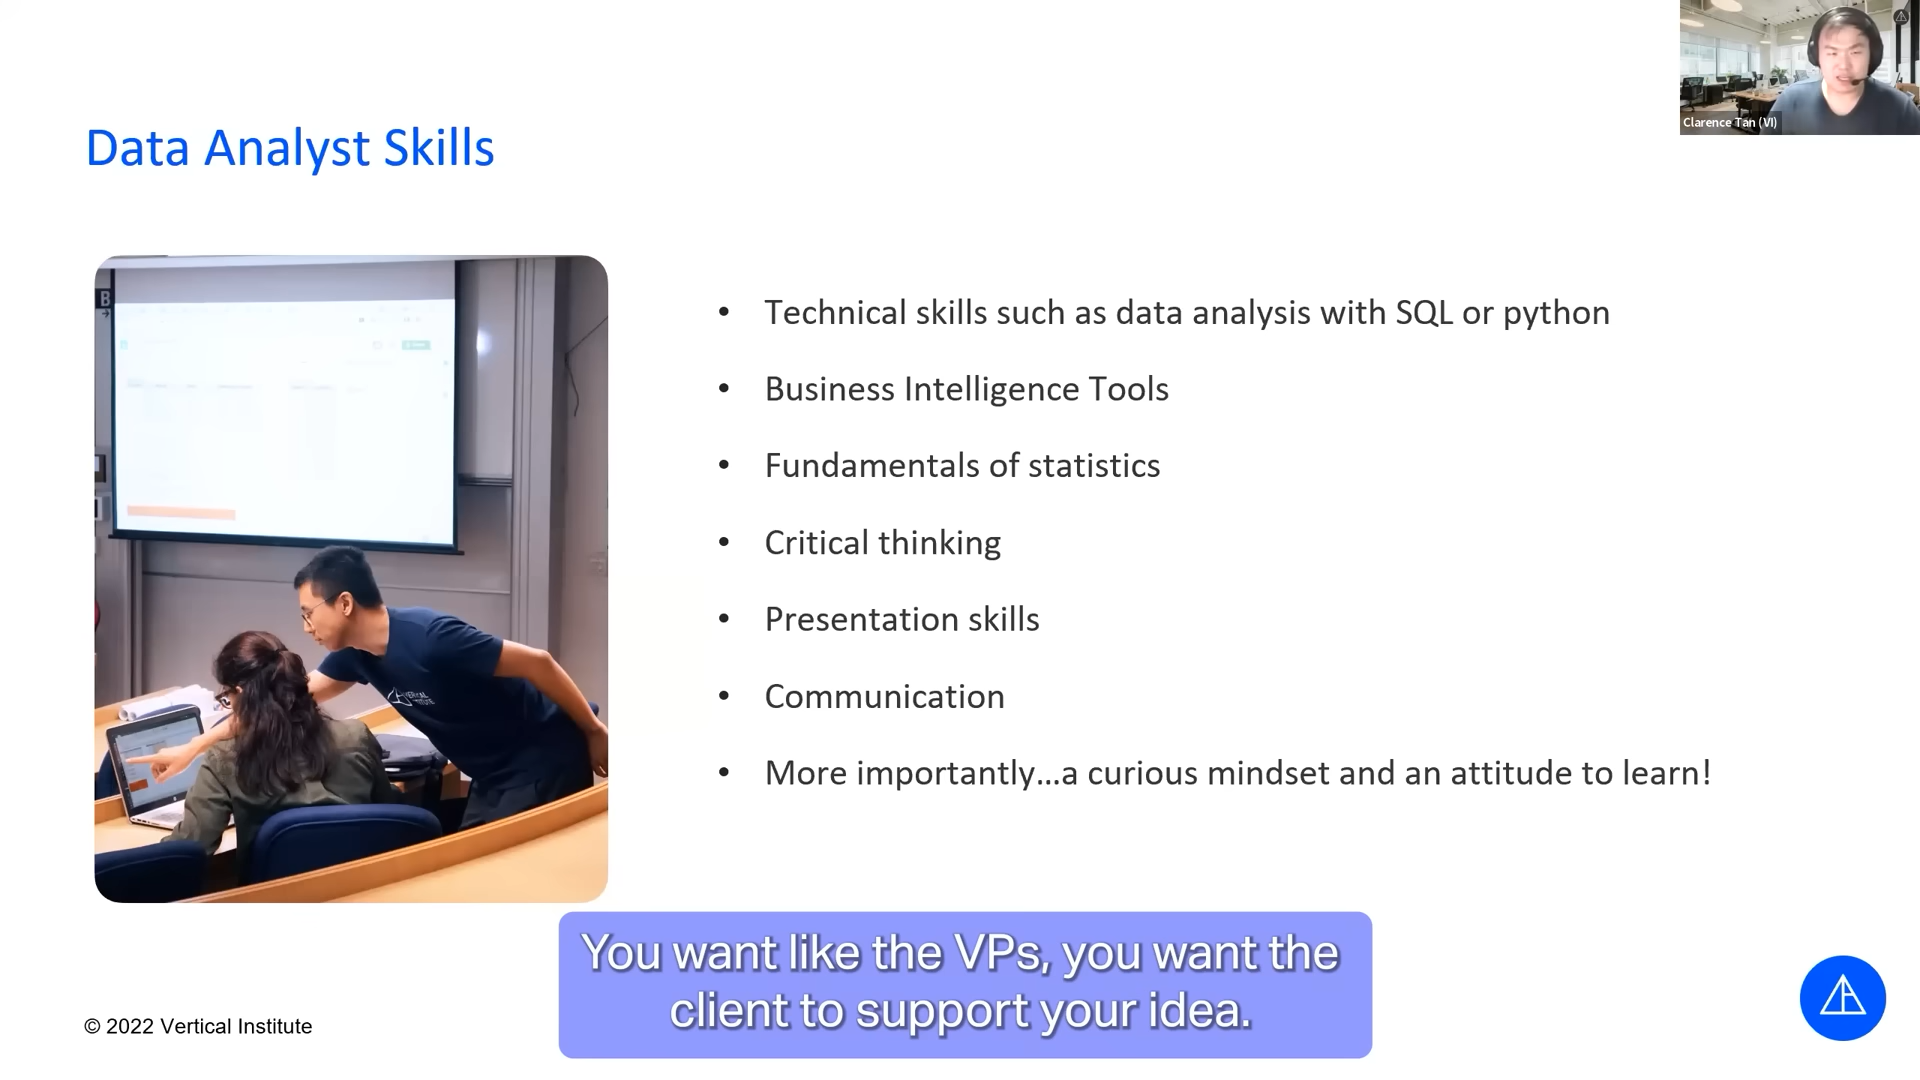 Clarence Tan (VI)
Data Analyst Skills
B
• Technical skills such as data analysis with SQL or python
• Business Intelligence Tools
• Fundamentals of statistics
• Critical thinking
• Presentation skills
• Communication
• More importantly...a curious mindset and an attitude to learn!
You want like the VPs, you want the
client to support your idea.
© 2022 Vertical Institute